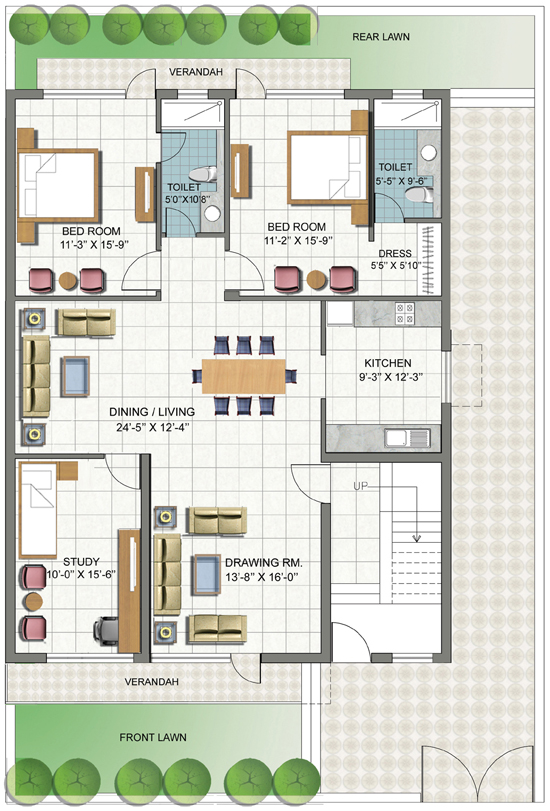 REAR LAWN
VERANDAH
TOILET
5'0"X10'8"
TOILET
5'-5" X 9'-6"
BED ROOM
11'-3" X 15'-9"
BED ROOM
11'-2" X 15'-9"
DRESS
5'5" X 5'10"
KITCHEN
9'-3" X 12'-3"
DINING / LIVING
24'-5" X 12'-4"
UP
STUDY
10'-0" X 15'-6"
DRAWING RM.
13'-8" X 16'-0"
VERANDAH
FRONT LAWN